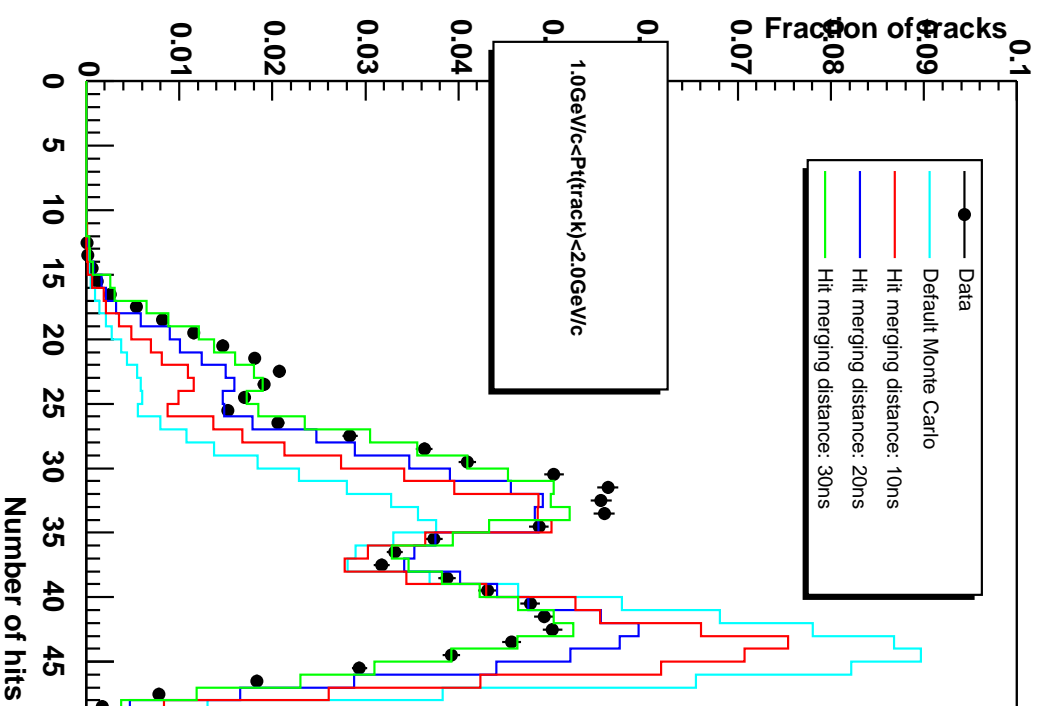 Fraction of tracks
0.1
0.09
0.08
0.07
0.04
0.03
0.02
0.01
0
1.0GeV/c<Pt(track)<2.0GeV/c
Data
Default Monte Carlo
Hit merging distance: 10ns
Hit merging distance: 20ns
Hit merging distance: 30ns
0
5
10
15
20
25
30
35
40
45
Number of hits